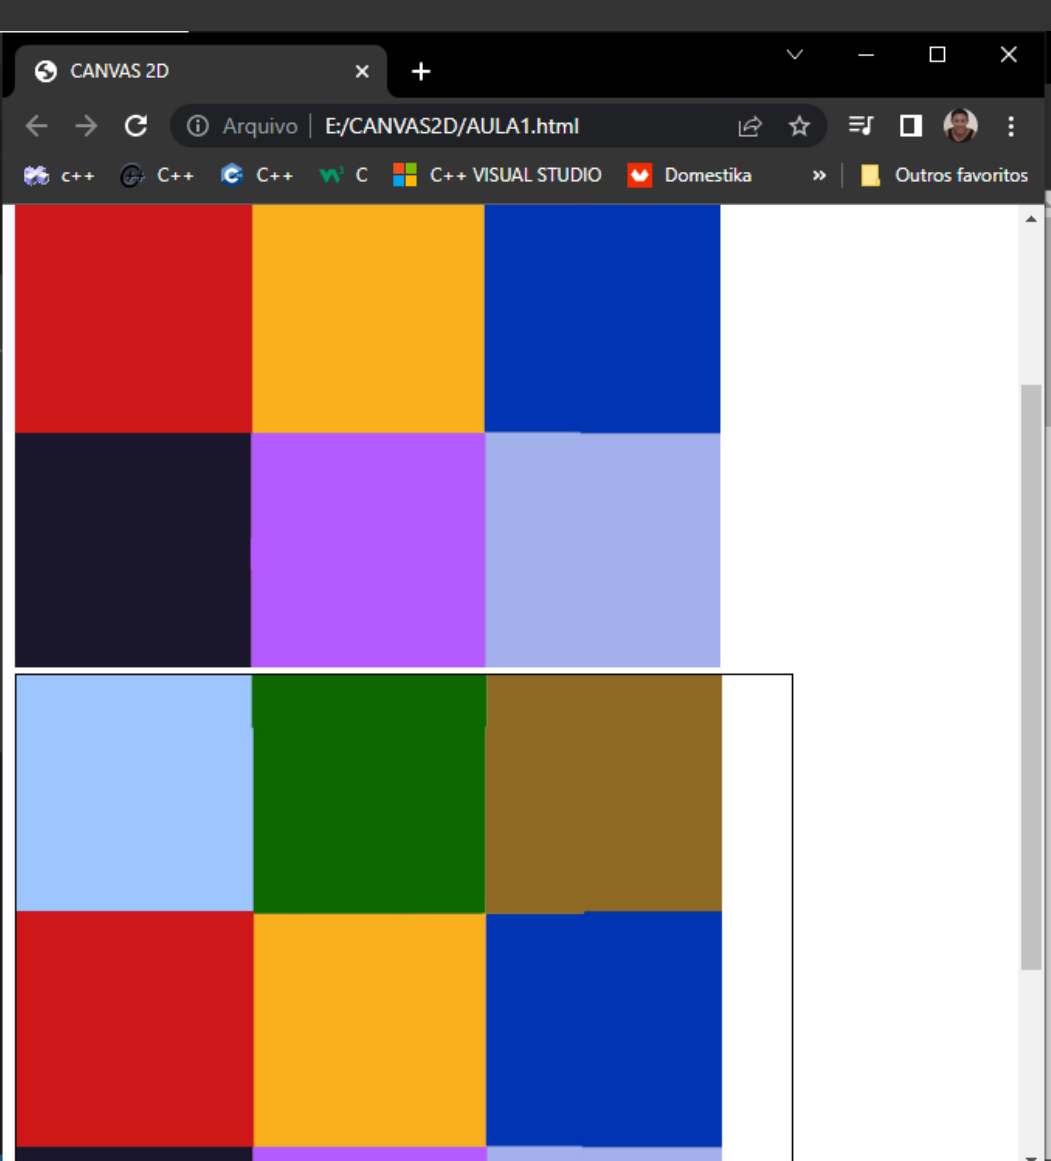 CANVAS 2D
Arquivo E:/CANVAS2D/AULA1.html
c++ C++ C++ C C++ VISUAL STUDIO Domestika » Outros favoritos